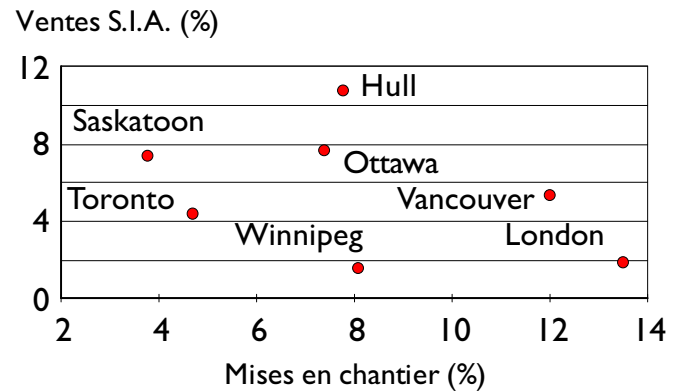 Ventes S.I.A. (%)
12
Hull
Saskatoon
8
Ottawa
Toronto
Vancouver
4
Winnipeg
London
0
2 4 6 8 10 12 14
Mises en chantier (%)